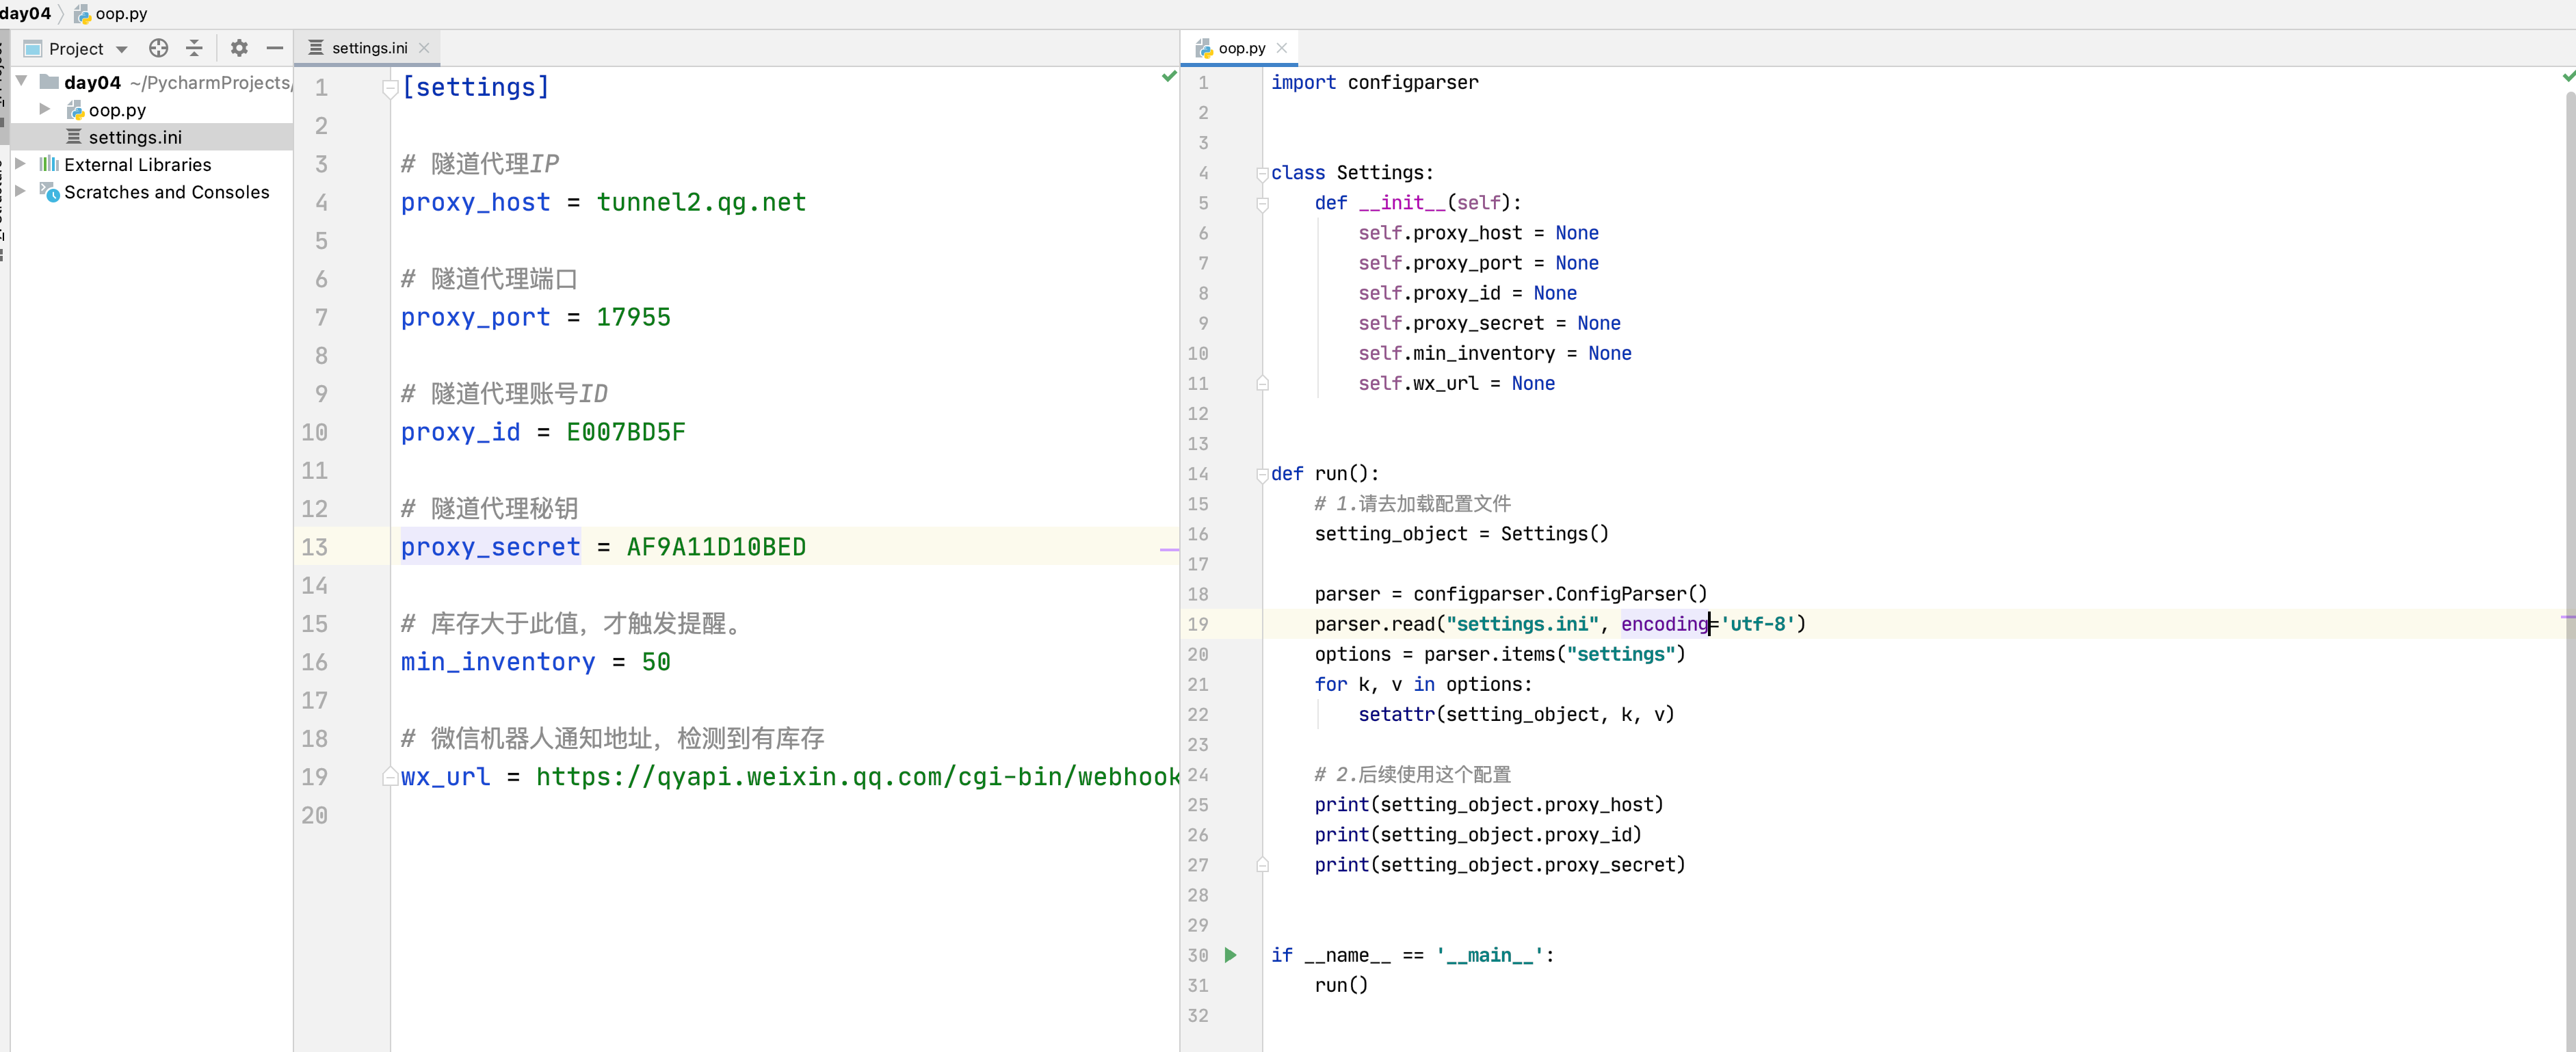 day04 oop.py
Project
settings.ini
oop.py
day04 ~/PycharmProjects/
oop.py
settings.ini
External Libraries
Scratches and Consoles
1 [settings]
2
3 # 隧道代理IP
4 proxy_host = tunnel2.qg.net
5
6 # 隧道代理端口
7 proxy_port = 17955
8
9 # 隧道代理账号ID
10 proxy_id = E007BD5F
11
12 # 隧道代理秘钥
13 proxy_secret = AF9A11D10BED
14
15 # 库存大于此值，才触发提醒。
16 min_inventory = 50
17
18 # 微信机器人通知地址，检测到有库存
19 wx_url = https://qyapi.weixin.qq.com/cgi-bin/webhook
20
1 import configparser
2
3
4 class Settings:
5 def __init__(self):
6 self.proxy_host = None
7 self.proxy_port = None
8 self.proxy_id = None
9 self.proxy_secret = None
10 self.min_inventory = None
11 self.wx_url = None
12
13
14 def run():
15 # 1.请去加载配置文件
16 setting_object = Settings()
17
18 parser = configparser.ConfigParser()
19 parser.read("settings.ini", encoding='utf-8')
20 options = parser.items("settings")
21 for k, v in options:
22 setattr(setting_object, k, v)
23
24 # 2.后续使用这个配置
25 print(setting_object.proxy_host)
26 print(setting_object.proxy_id)
27 print(setting_object.proxy_secret)
28
29
30 if __name__ == '__main__':
31 run()
32